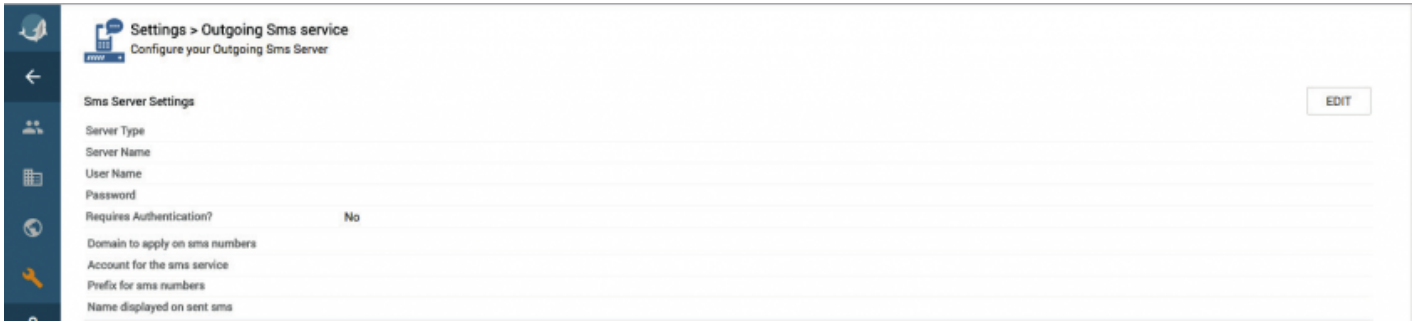 Settings > Outgoing Sms service
Configure your Outgoing Sms Server
Sms Server Settings
EDIT
Server Type
Server Name
User Name
Password
Requires Authentication? No
Domain to apply on sms numbers
Account for the sms service
Prefix for sms numbers
Name displayed on sent sms